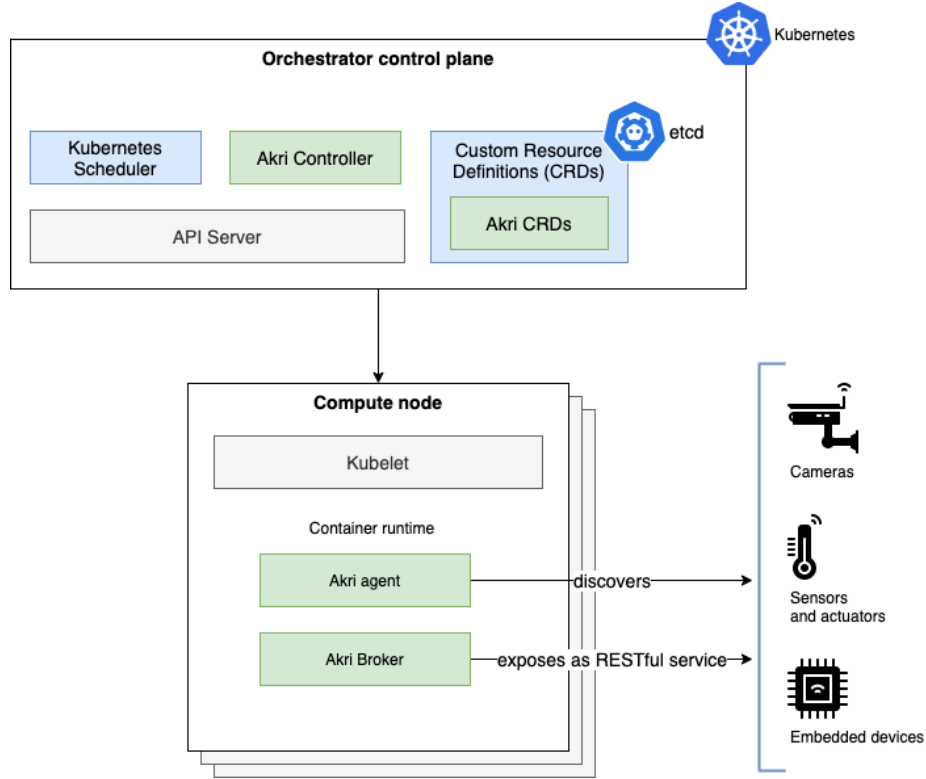 Kubernetes
Orchestrator control plane
etcd
Kubernetes
Scheduler
Akri Controller
Custom Resource
Definitions (CRDs)
Akri CRDs
API Server
Compute node
Kubelet
Container runtime
Akri agent
discovers
Akri Broker
exposes as RESTful service
Cameras
Sensors
and actuators
Embedded devices